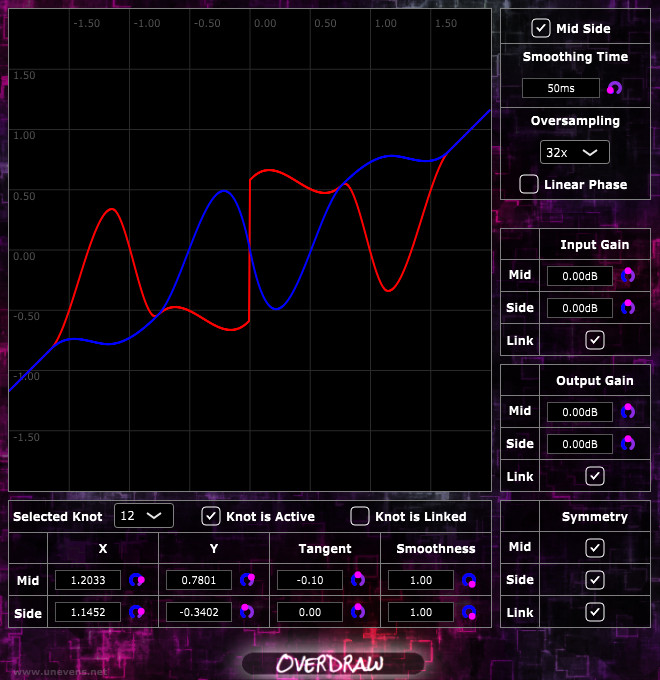 -1.50 -1.00 -0.50 0.00 0.50 1.00 1.50
1.50
1.00
0.50
0.00
-0.50
-1.00
-1.50
Mid Side
Smoothing Time
50ms
Oversampling
32x
Linear Phase
Input Gain
Mid 0.00dB
Side 0.00dB
Link
Output Gain
Mid 0.00dB
Side 0.00dB
Link
Selected Knot 12 Knot is Active Knot is Linked
X Y Tangent Smoothness
Mid 1.2033 0.7801 -0.10 1.00
Side 1.1452 -0.3402 0.00 1.00
Symmetry
Mid
Side
Link
OVERDRAW
www.unevens.net